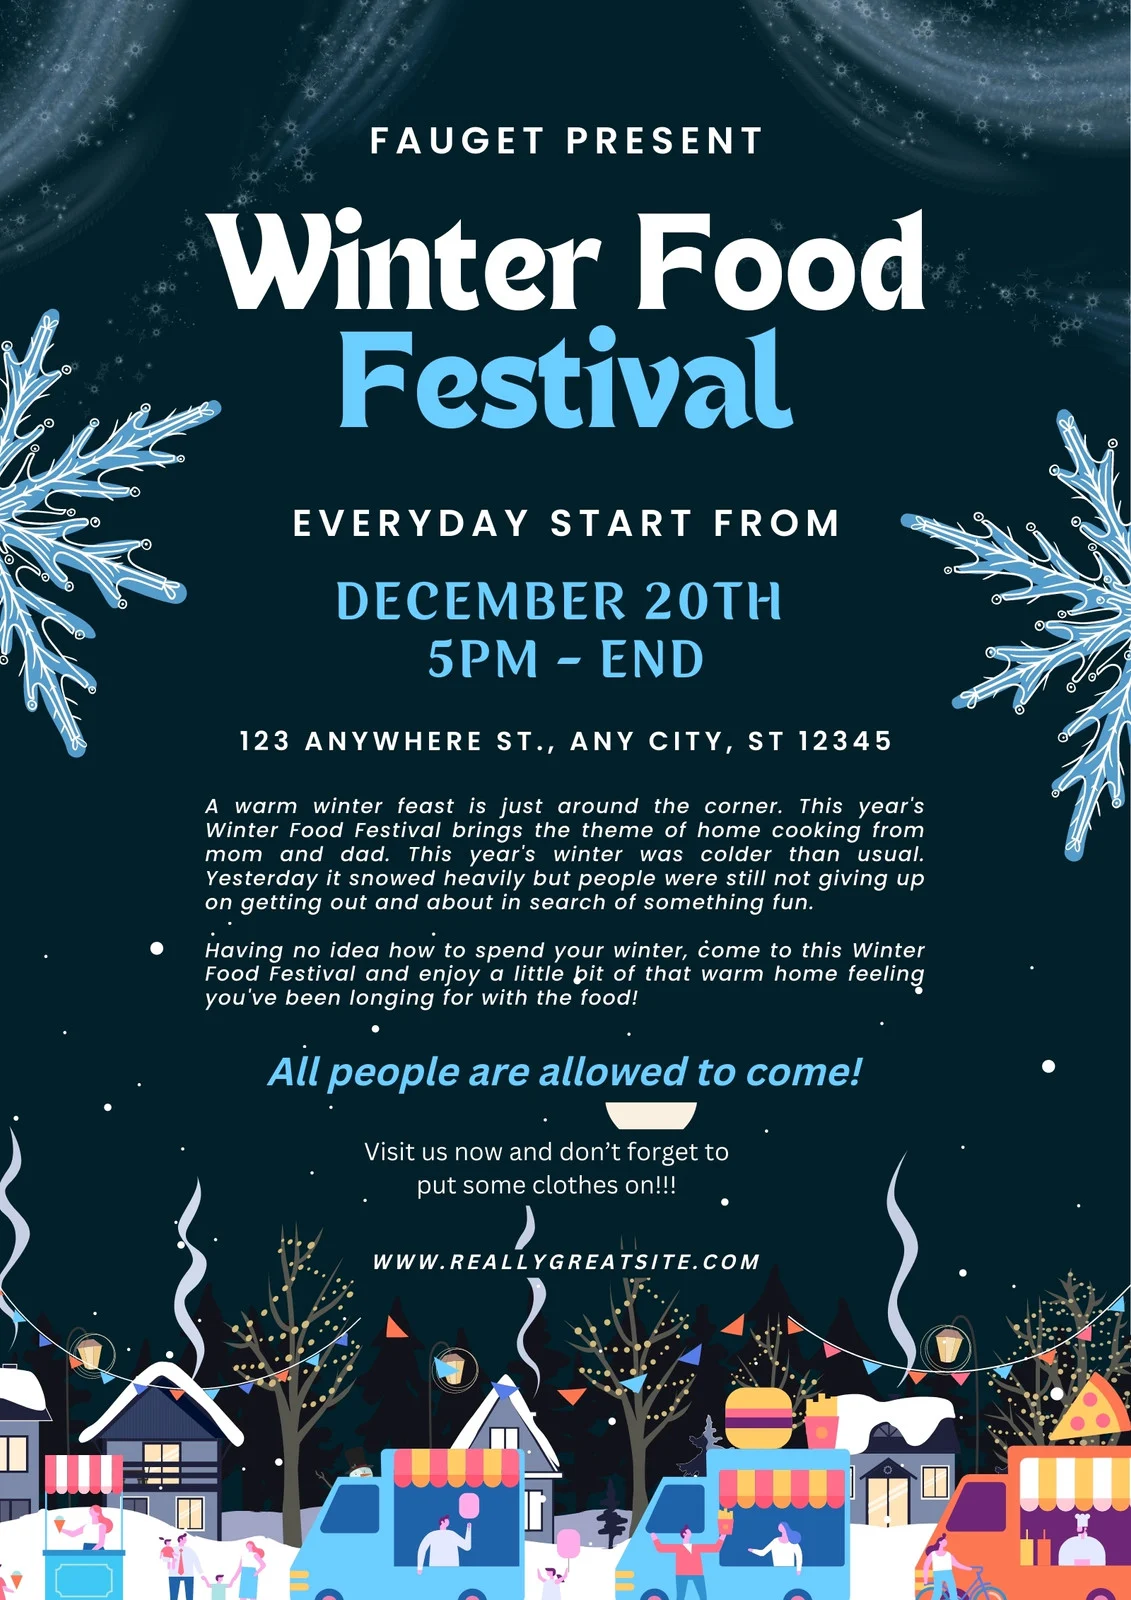 FAUGET PRESENT
Winter Food
Festival
EVERYDAY START FROM
DECEMBER 20TH
5PM - END
123 ANYWHERE ST., ANY CITY, ST 12345
A warm winter feast is just around the corner. This year's
Winter Food Festival brings the theme of home cooking from
mom and dad. This year's winter was colder than usual.
Yesterday it snowed heavily but people were still not giving up
on getting out and about in search of something fun.
Having no idea how to spend your winter, come to this Winter
Food Festival and enjoy a little bit of that warm home feeling
you've been longing for with the food!
All people are allowed to come!
Visit us now and don’t forget to
put some clothes on!!!
WWW.REALLYGREATSITE.COM